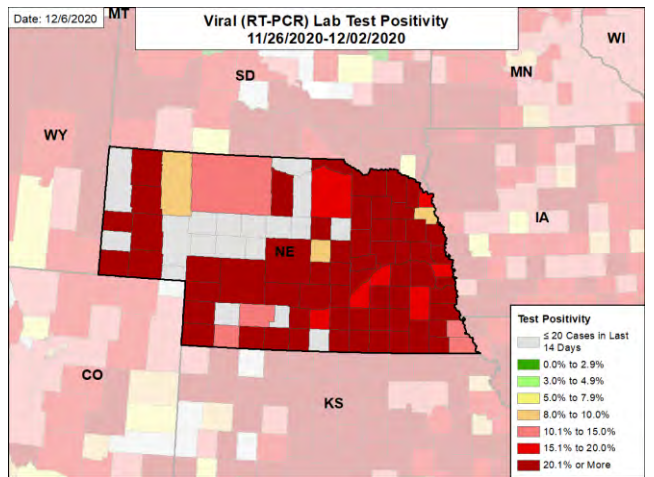 Date: 12/6/2020
Viral (RT-PCR) Lab Test Positivity
11/26/2020-12/02/2020
MT
WI
SD
MN
WY
IA
NE
CO
KS
Test Positivity
≤ 20 Cases in Last
14 Days
0.0% to 2.9%
3.0% to 4.9%
5.0% to 7.9%
8.0% to 10.0%
10.1% to 15.0%
15.1% to 20.0%
20.1% or More